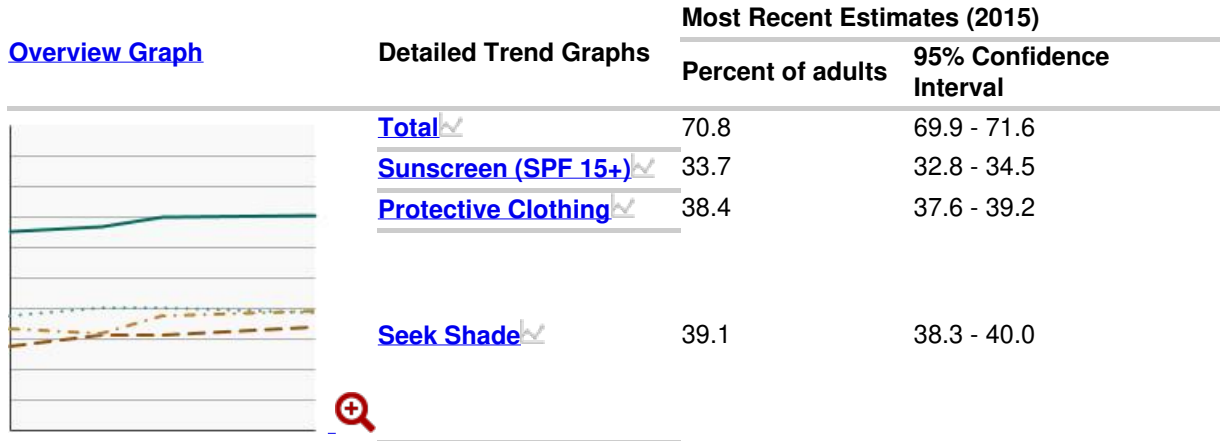 Most Recent Estimates (2015)
Overview Graph
Detailed Trend Graphs
Percent of adults
95% Confidence
Interval
Total 70.8 69.9 - 71.6
Sunscreen (SPF 15+) 33.7 32.8 - 34.5
Protective Clothing 38.4 37.6 - 39.2
Seek Shade 39.1 38.3 - 40.0